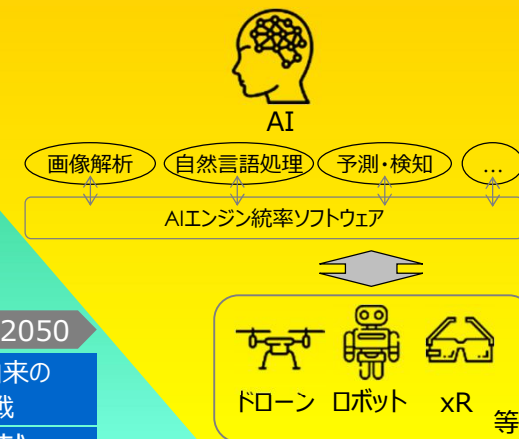 AI
画像解析 自然言語処理 予測・検知 …
AIエンジン統率ソフトウェア
2050
来の
戦
ドローン ロボット xR 等